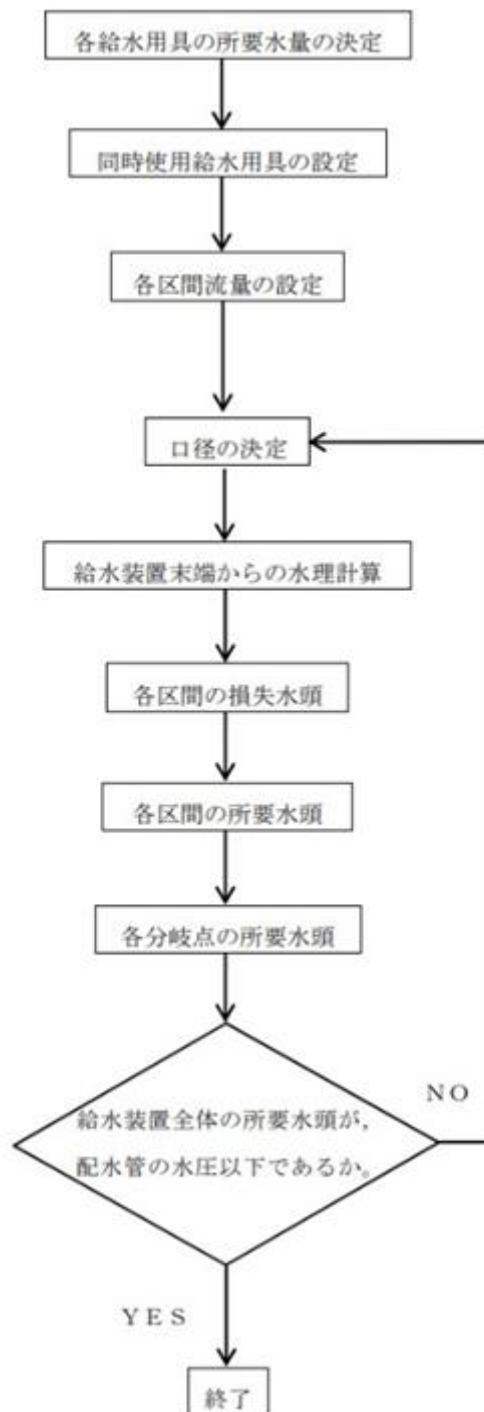 各給水用具の所要水量の決定
同時使用給水用具の設定
各区間流量の設定
口径の決定
給水装置末端からの水理計算
各区間の損失水頭
各区間の所要水頭
各分岐点の所要水頭
給水装置全体の所要水頭が，
配水管の水圧以下であるか。
NO
YES
終了